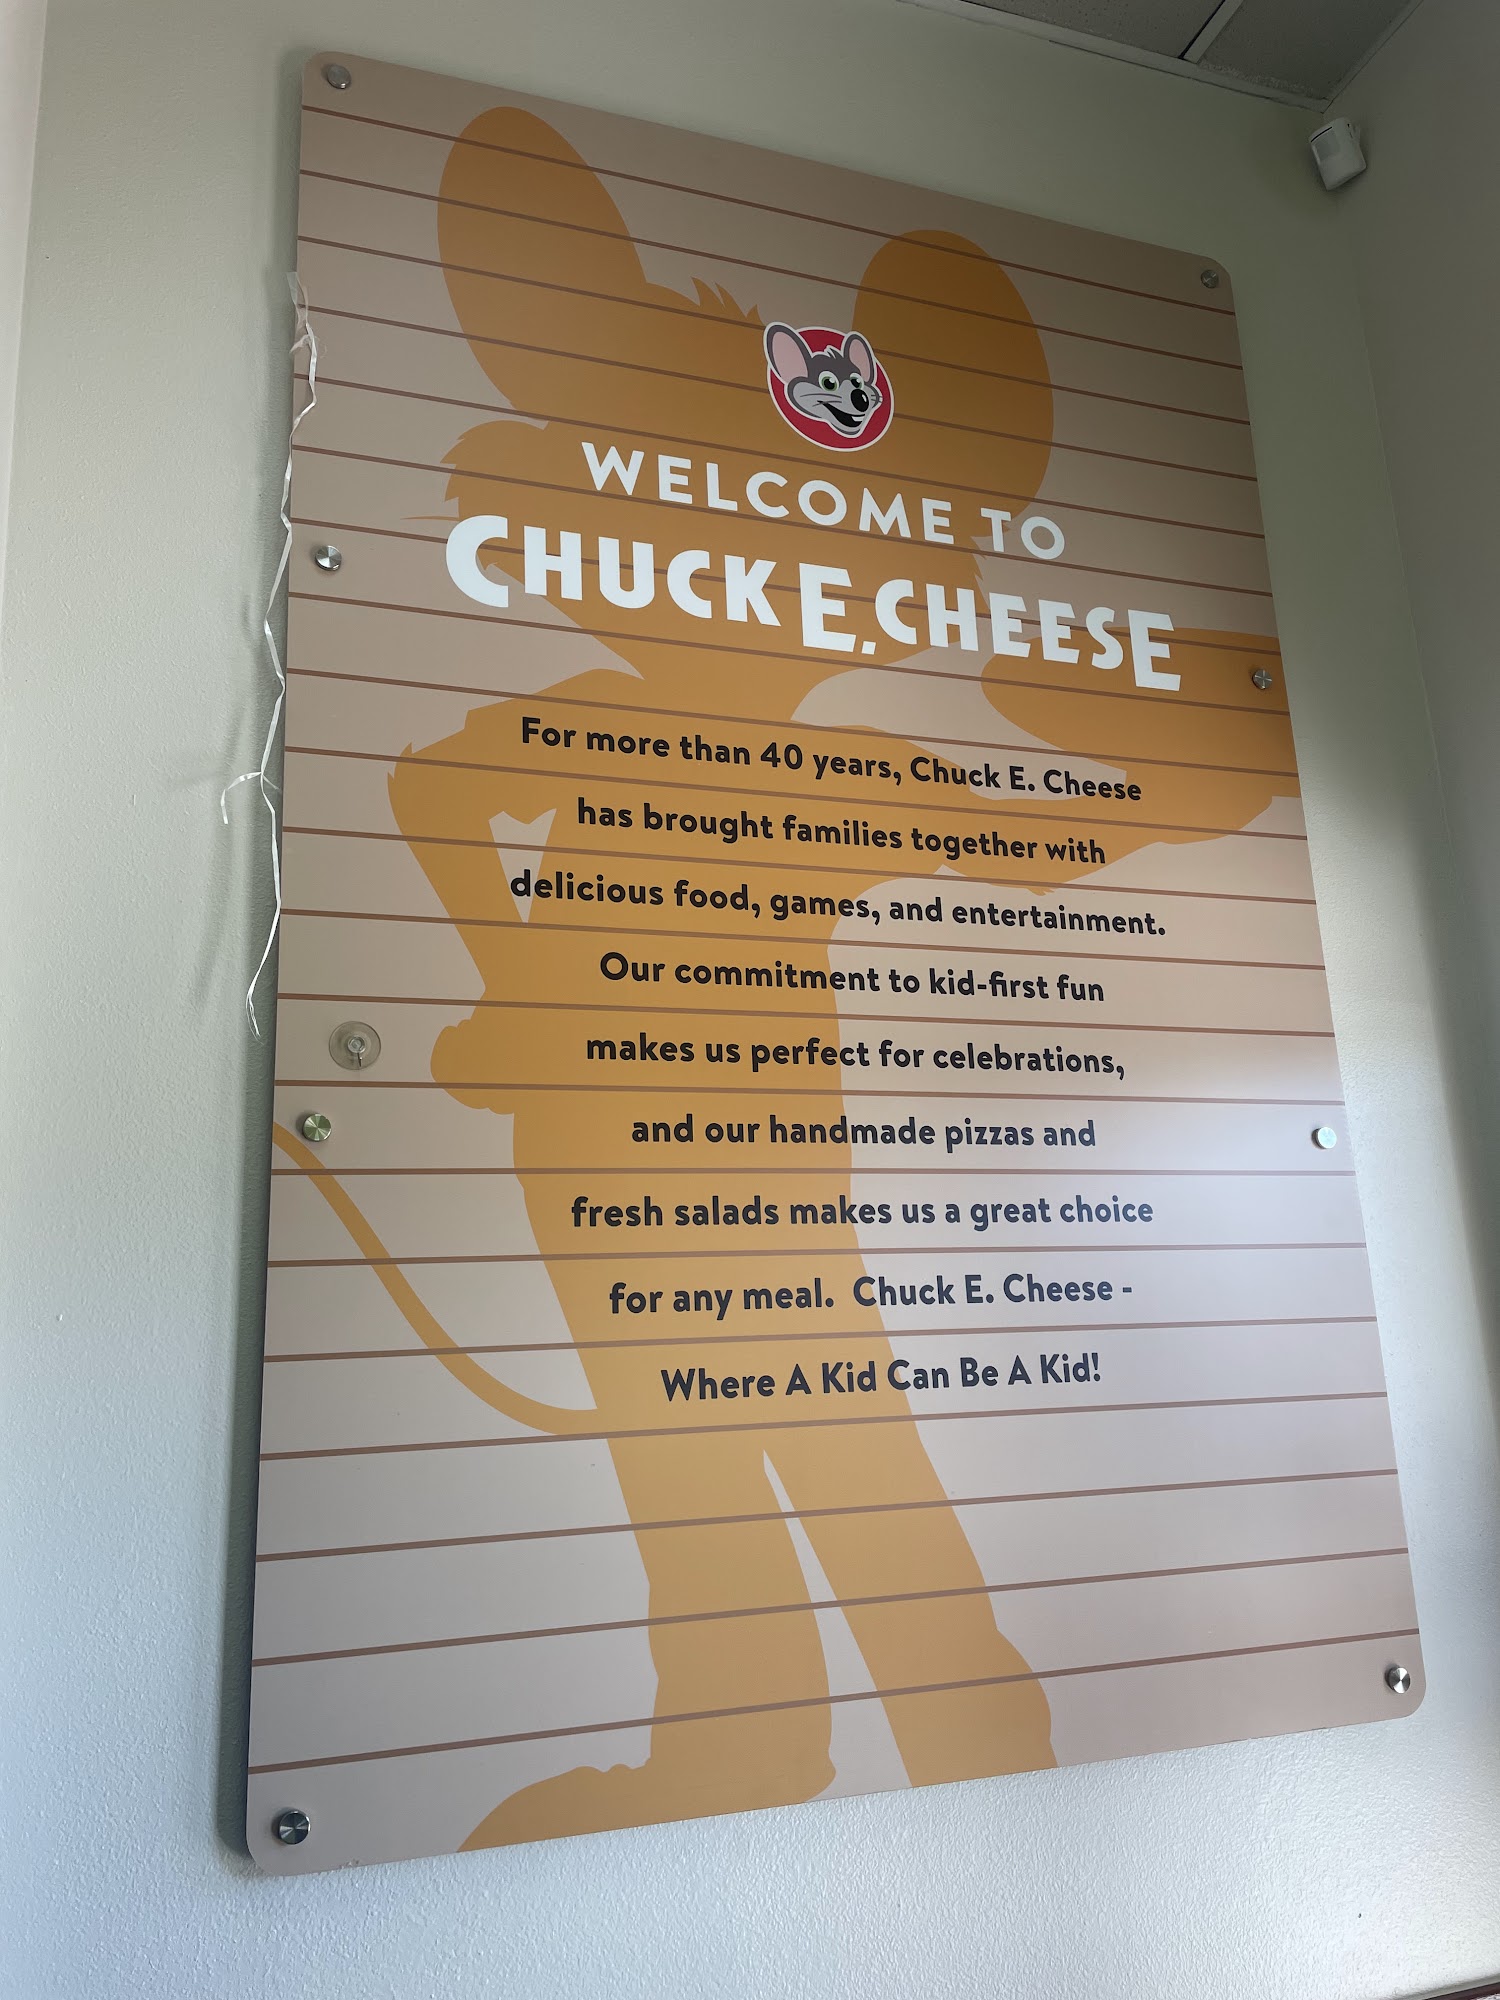 WELCOME TO
CHUCK E. CHEESE
For more than 40 years, Chuck E. Cheese
has brought families together with
delicious food, games, and entertainment.
Our commitment to kid-first fun
makes us perfect for celebrations,
and our handmade pizzas and
fresh salads makes us a great choice
for any meal.  Chuck E. Cheese -
Where A Kid Can Be A Kid!